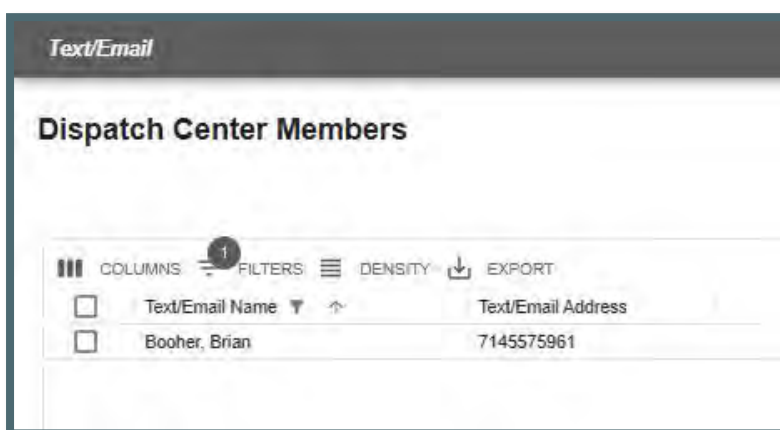 Text/Email
Dispatch Center Members
COLUMNS 1 FILTERS DENSITY EXPORT
Text/Email Name Text/Email Address
Booher, Brian 7145575961